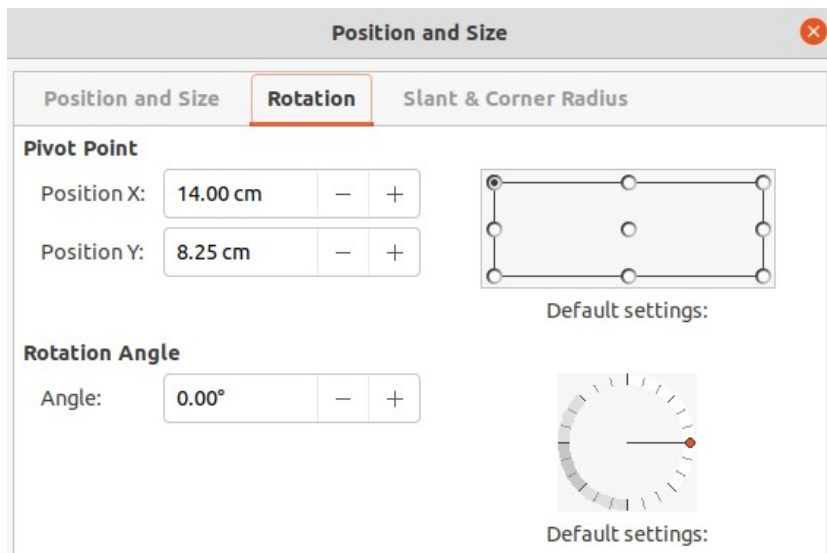 Position and Size
Position and Size Rotation Slant & Corner Radius
Pivot Point
Position X: 14.00 cm
Position Y: 8.25 cm
Default settings:
Rotation Angle
Angle: 0.00°
Default settings: